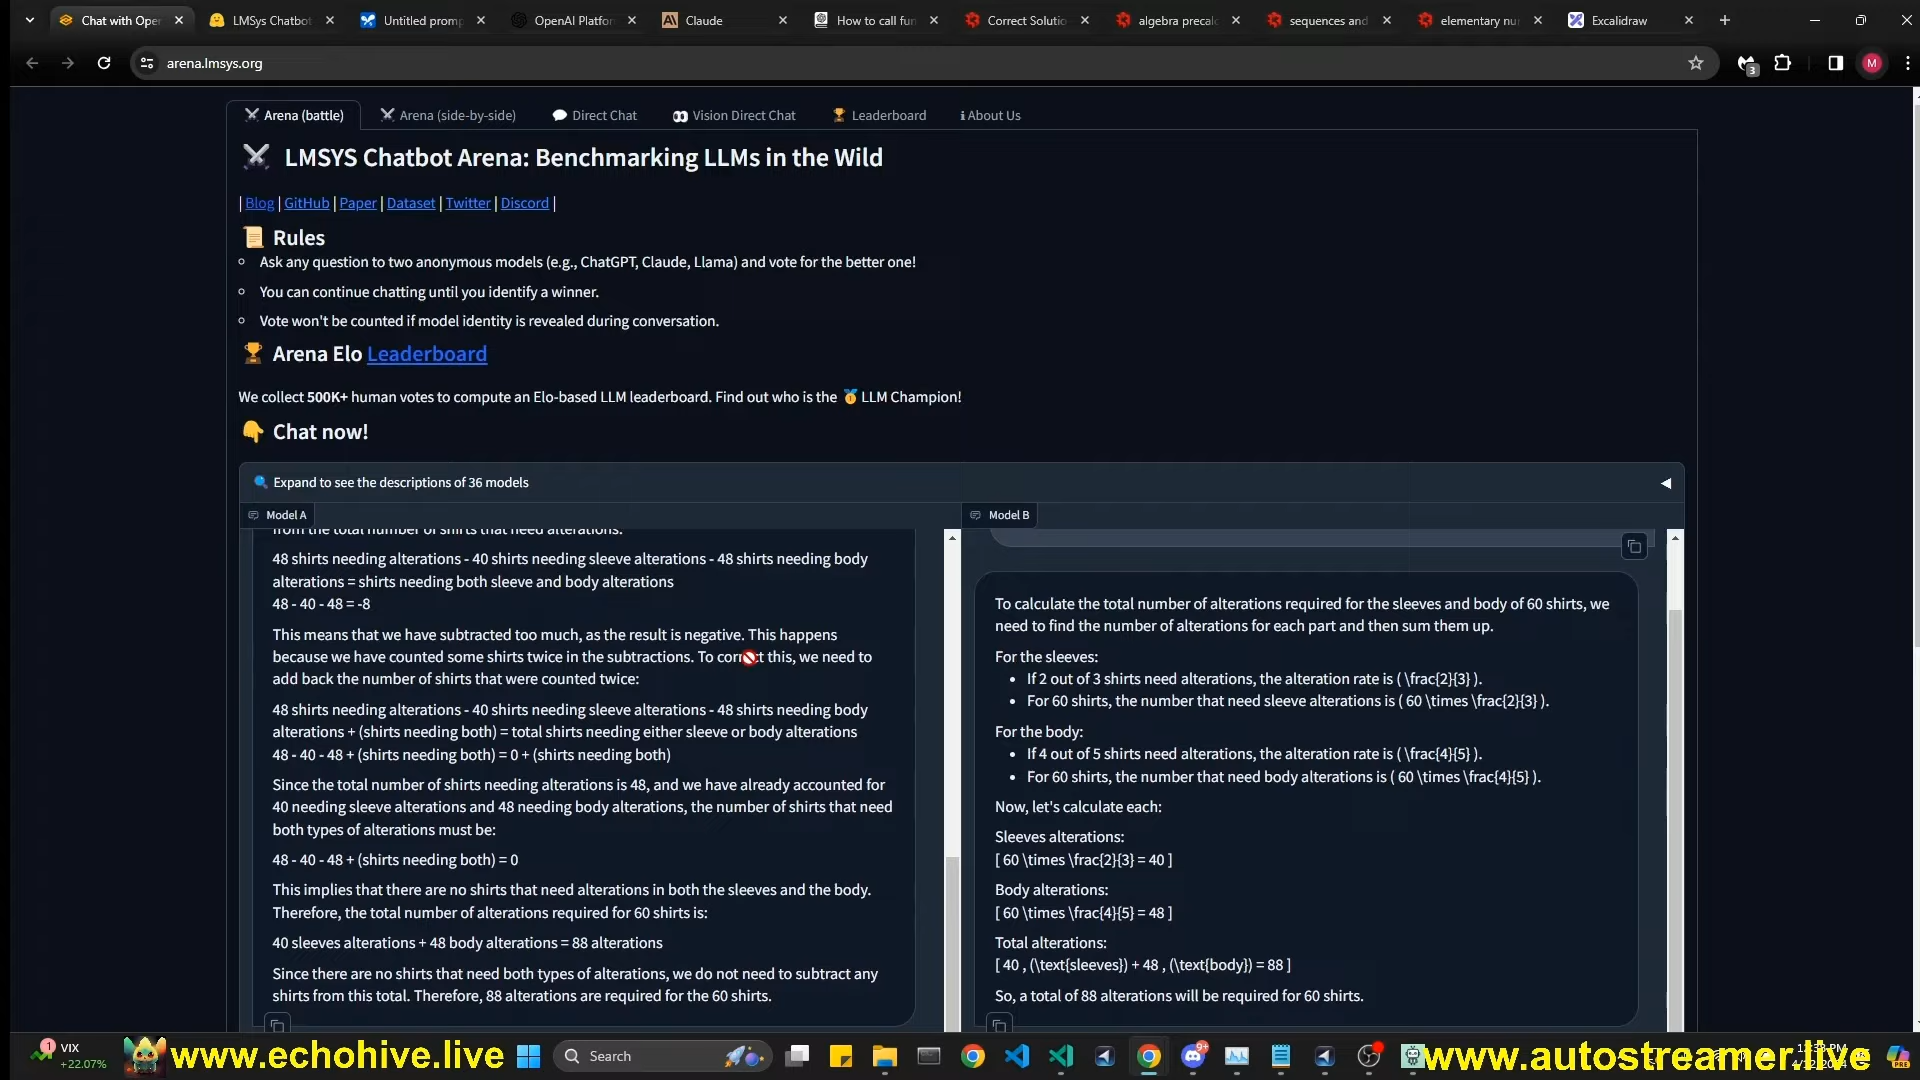 Chat with Oper
LMSys Chatbot
Untitled promp
OpenAI Platfor
Claude
How to call fun
Correct Solutio
algebra precalc
sequences and
elementary nu
Excalidraw
arena.lmsys.org
3
M
Arena (battle)
Arena (side-by-side)
Direct Chat
Vision Direct Chat
Leaderboard
About Us
LMSYS Chatbot Arena: Benchmarking LLMs in the Wild
| Blog | GitHub | Paper | Dataset | Twitter | Discord |
Rules
Ask any question to two anonymous models (e.g., ChatGPT, Claude, Llama) and vote for the better one!
You can continue chatting until you identify a winner.
Vote won't be counted if model identity is revealed during conversation.
Arena Elo Leaderboard
We collect 500K+ human votes to compute an Elo-based LLM leaderboard. Find out who is the 🥇 LLM Champion!
Chat now!
Expand to see the descriptions of 36 models
Model A
from the total number of shirts that need alterations.
48 shirts needing alterations - 40 shirts needing sleeve alterations - 48 shirts needing body
alterations = shirts needing both sleeve and body alterations
48 - 40 - 48 = -8
This means that we have subtracted too much, as the result is negative. This happens
because we have counted some shirts twice in the subtractions. To correct this, we need to
add back the number of shirts that were counted twice:
48 shirts needing alterations - 40 shirts needing sleeve alterations - 48 shirts needing body
alterations + (shirts needing both) = total shirts needing either sleeve or body alterations
48 - 40 - 48 + (shirts needing both) = 0 + (shirts needing both)
Since the total number of shirts needing alterations is 48, and we have already accounted for
40 needing sleeve alterations and 48 needing body alterations, the number of shirts that need
both types of alterations must be:
48 - 40 - 48 + (shirts needing both) = 0
This implies that there are no shirts that need alterations in both the sleeves and the body.
Therefore, the total number of alterations required for 60 shirts is:
40 sleeves alterations + 48 body alterations = 88 alterations
Since there are no shirts that need both types of alterations, we do not need to subtract any
shirts from this total. Therefore, 88 alterations are required for the 60 shirts.
Model B
To calculate the total number of alterations required for the sleeves and body of 60 shirts, we
need to find the number of alterations for each part and then sum them up.
For the sleeves:
If 2 out of 3 shirts need alterations, the alteration rate is ( \frac{2}{3} ).
For 60 shirts, the number that need sleeve alterations is ( 60 \times \frac{2}{3} ).
For the body:
If 4 out of 5 shirts need alterations, the alteration rate is ( \frac{4}{5} ).
For 60 shirts, the number that need body alterations is ( 60 \times \frac{4}{5} ).
Now, let's calculate each:
Sleeves alterations:
[ 60 \times \frac{2}{3} = 40 ]
Body alterations:
[ 60 \times \frac{4}{5} = 48 ]
Total alterations:
[ 40 , (\text{sleeves}) + 48 , (\text{body}) = 88 ]
So, a total of 88 alterations will be required for 60 shirts.
1
VIX
+22.07%
www.echohive.live
Search
9+
www.autostreamer.live
PRE